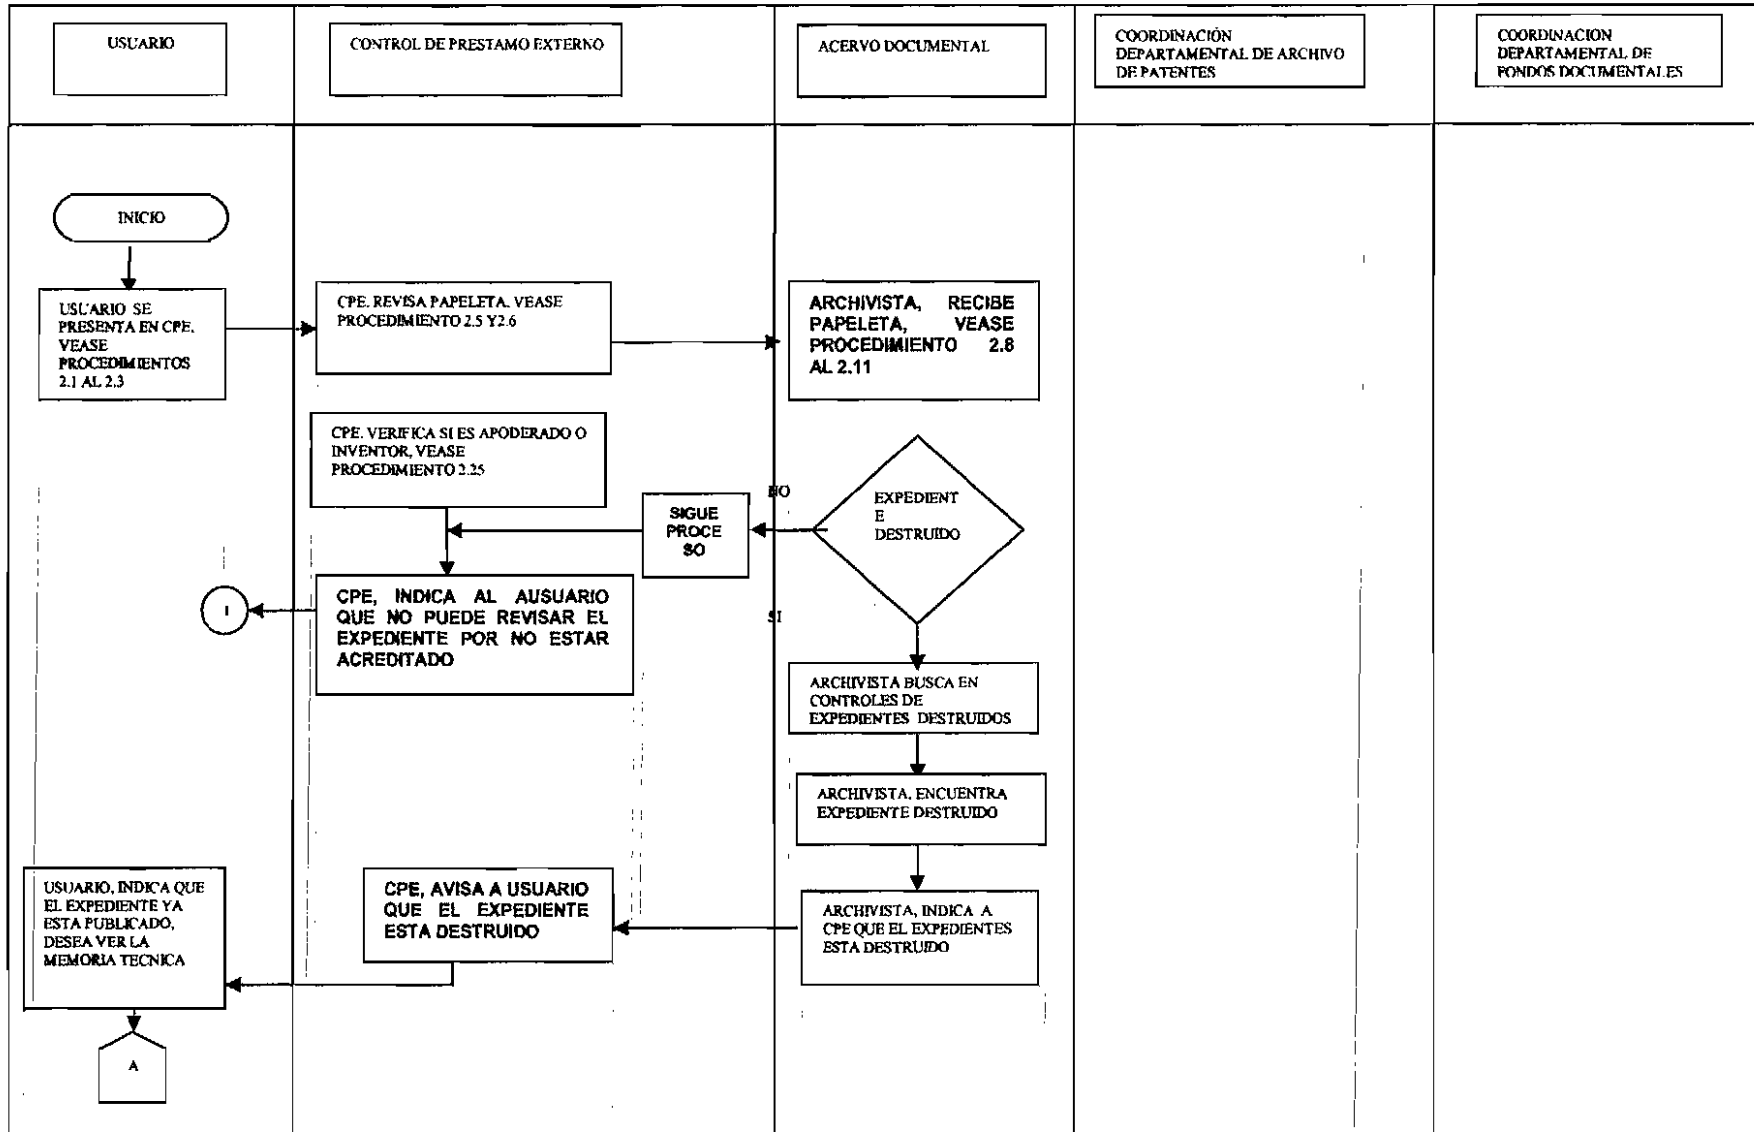 USUARIO
CONTROL DE PRESTAMO EXTERNO
ACERVO DOCUMENTAL
COORDINACIÓN
DEPARTAMENTAL DE ARCHIVO
DE PATENTES
COORDINACION
DEPARTAMENTAL DE
FONDOS DOCUMENTALES
INICIO
USUARIO SE
PRESENTA EN CPE.
VEASE
PROCEDIMIENTOS
2.1 AL 2.3
CPE. REVISA PAPELETA. VEASE
PROCEDIMIENTO 2.5 Y2.6
ARCHIVISTA, RECIBE
PAPELETA, VEASE
PROCEDIMIENTO 2.8
AL 2.11
CPE. VERIFICA SI ES APODERADO O
INVENTOR, VEASE
PROCEDIMIENTO 2.25
NO
EXPEDIENT
E
DESTRUIDO
SIGUE
PROCE
SO
CPE, INDICA AL AUSUARIO
QUE NO PUEDE REVISAR EL
EXPEDIENTE POR NO ESTAR
ACREDITADO
1
SI
ARCHIVISTA BUSCA EN
CONTROLES DE
EXPEDIENTES DESTRUIDOS
ARCHIVISTA. ENCUENTRA
EXPEDIENTE DESTRUIDO
ARCHIVISTA, INDICA A
CPE QUE EL EXPEDIENTES
ESTA DESTRUIDO
CPE, AVISA A USUARIO
QUE EL EXPEDIENTE
ESTA DESTRUIDO
USUARIO, INDICA QUE
EL EXPEDIENTE YA
ESTA PUBLICADO,
DESEA VER LA
MEMORIA TECNICA
A